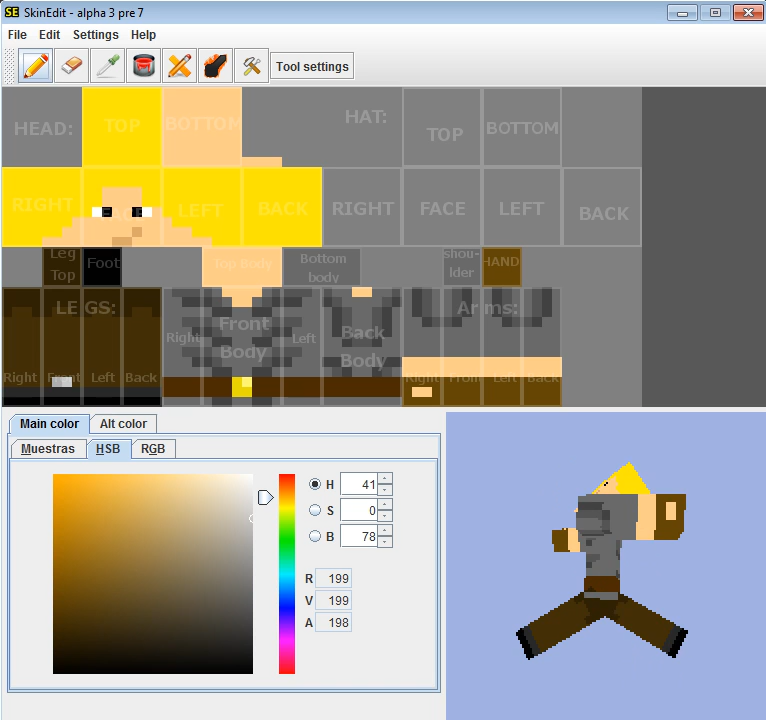 SE SkinEdit - alpha 3 pre 7
File Edit Settings Help
Tool settings
HEAD: TOP BOTTOM HAT: TOP BOTTOM
RIGHT FACE LEFT BACK RIGHT FACE LEFT BACK
Leg Top Foot Top Body Bottom body shou-lder HAND
LEGS: Arms:
Right Front Body Left Back Body
Right Front Left Back Right Front Left Back
Main color Alt color
Muestras HSB RGB
H 41
S 0
B 78
R 199
V 199
A 198